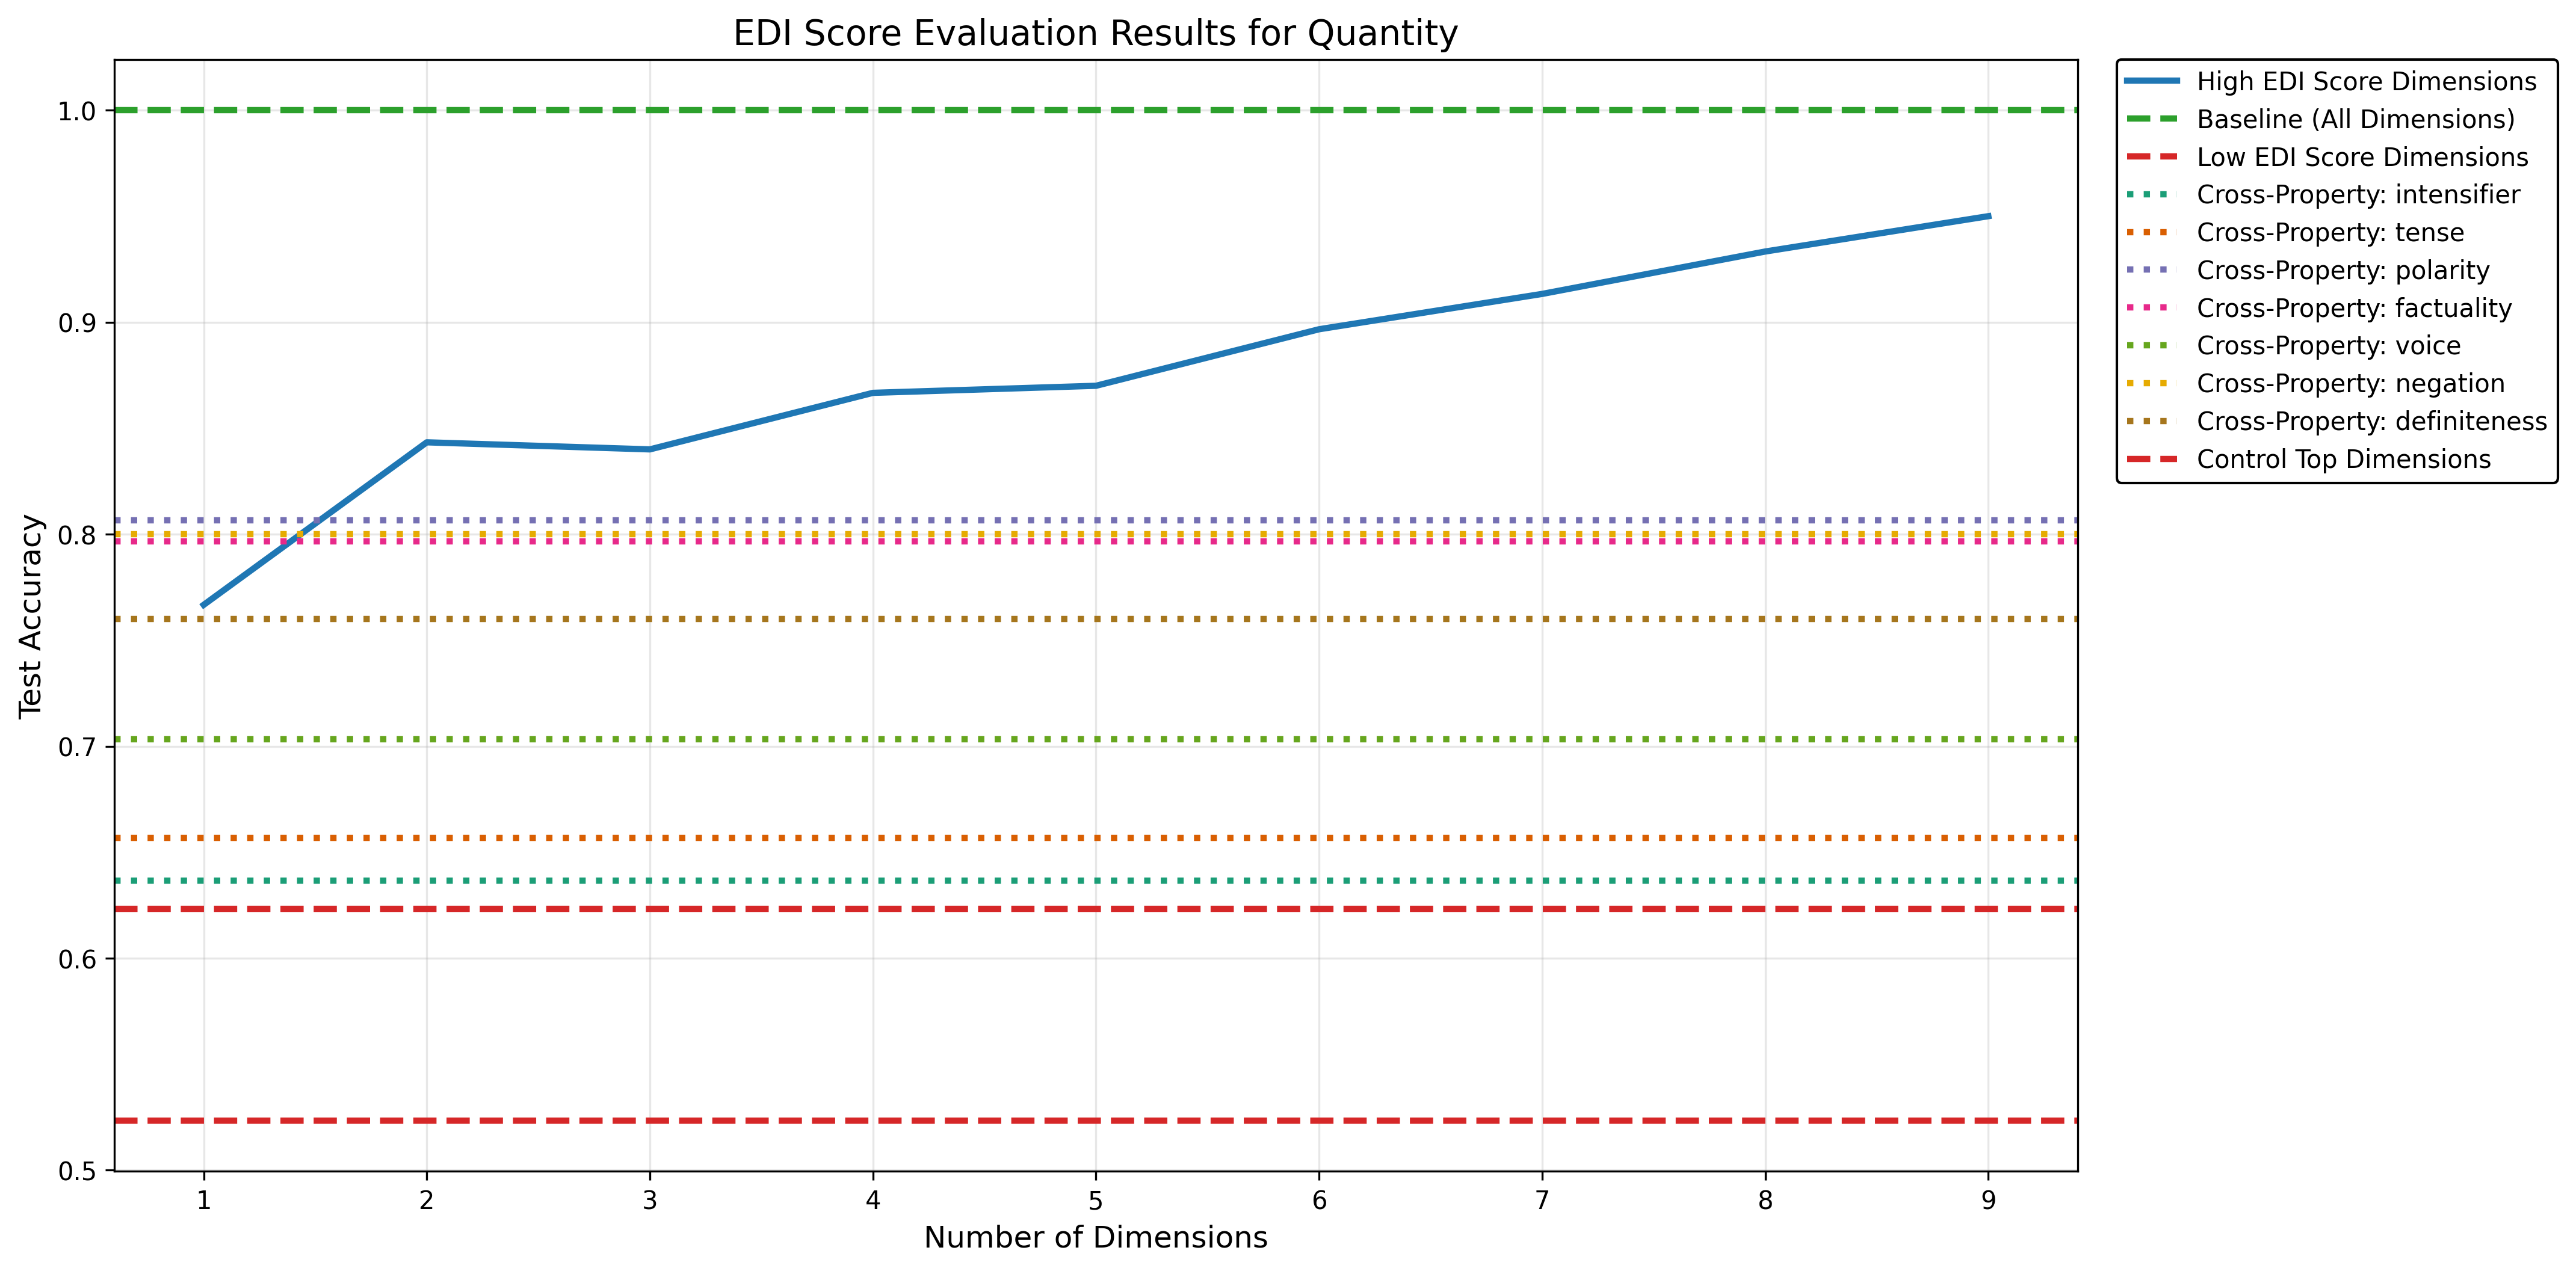 EDI Score Evaluation Results for Quantity
Test Accuracy
1.0
0.9
0.8
0.7
0.6
0.5
1 2 3 4 5 6 7 8 9
Number of Dimensions
High EDI Score Dimensions
Baseline (All Dimensions)
Low EDI Score Dimensions
Cross-Property: intensifier
Cross-Property: tense
Cross-Property: polarity
Cross-Property: factuality
Cross-Property: voice
Cross-Property: negation
Cross-Property: definiteness
Control Top Dimensions